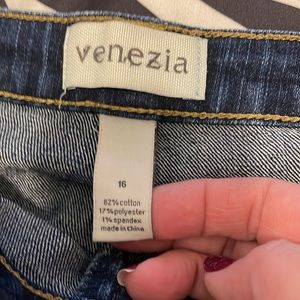 venezia
16
82% cotton
17% polyester
1% spandex
made in China